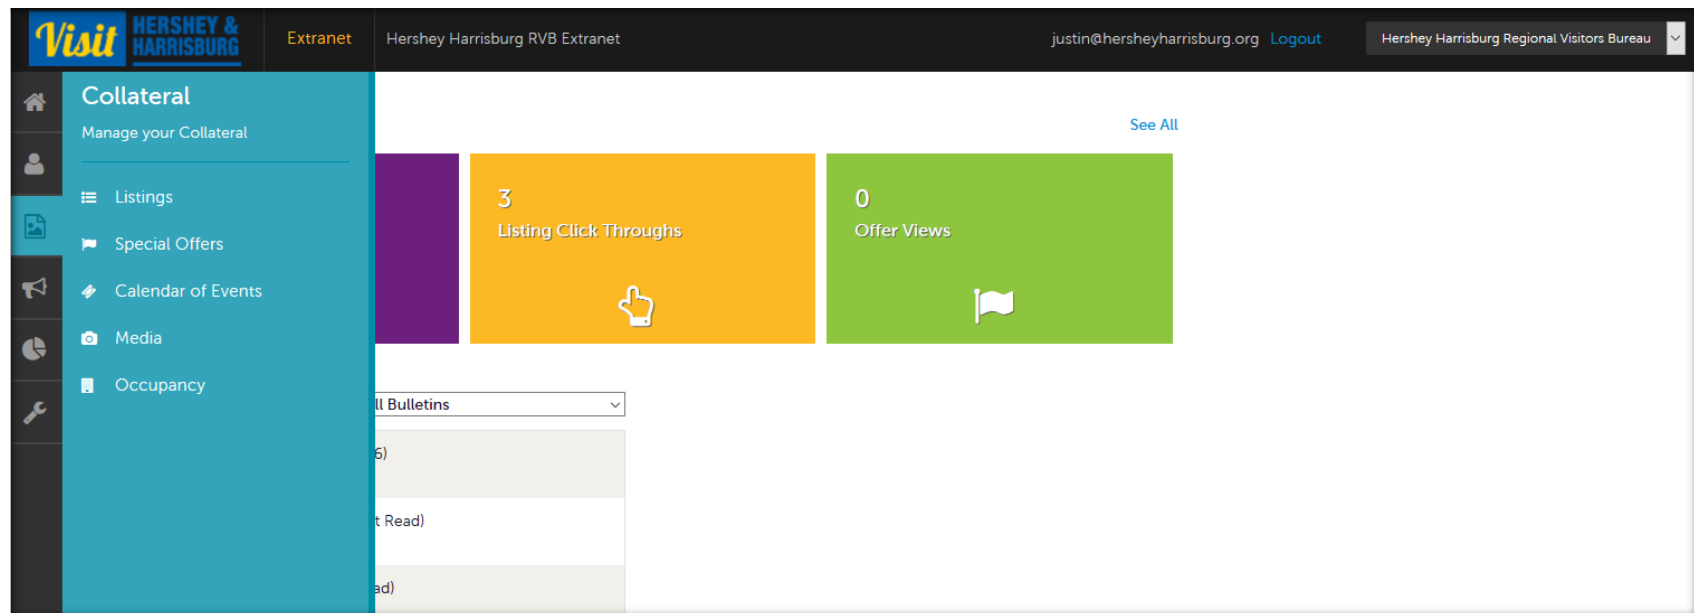 Visit HERSHEY &
HARRISBURG
Extranet
Hershey Harrisburg RVB Extranet
justin@hersheyharrisburg.org Logout
Hershey Harrisburg Regional Visitors Bureau
Collateral
Manage your Collateral
Listings
Special Offers
Calendar of Events
Media
Occupancy
See All
3
Listing Click Throughs
0
Offer Views
ll Bulletins
6)
t Read)
ad)